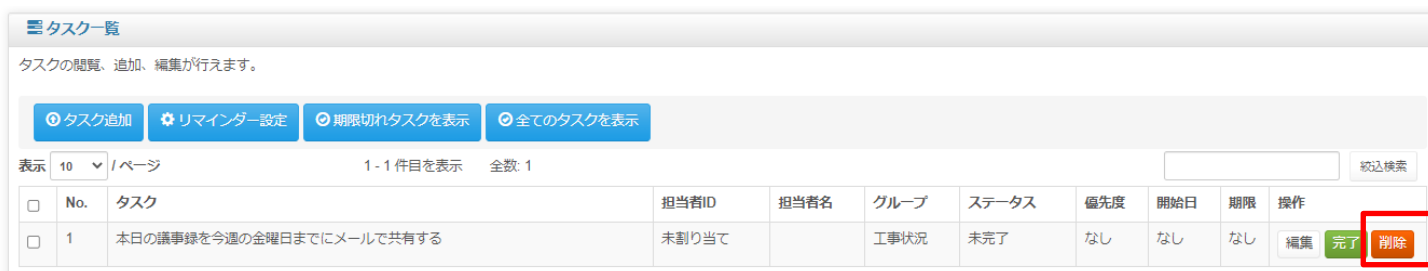 タスク一覧
タスクの閲覧、追加、編集が行えます。
タスク追加 リマインダー設定 期限切れタスクを表示 全てのタスクを表示
表示 10 / ページ 1 - 1 件目を表示 全数: 1 絞込検索
No. タスク 担当者ID 担当者名 グループ ステータス 優先度 開始日 期限 操作
1 本日の議事録を今週の金曜日までにメールで共有する 未割り当て 工事状況 未完了 なし なし なし 編集 完了 削除